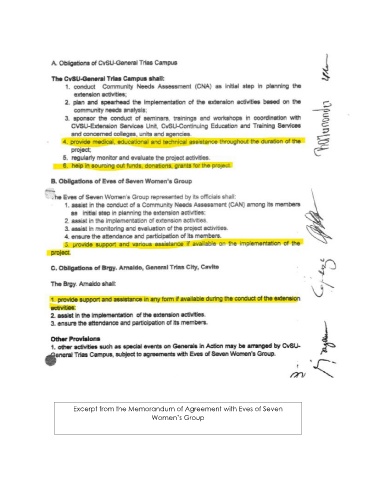 A. Obligations of CvSU-General Trias Campus
The CvSU-General Trias Campus shall:
1. conduct Community Needs Assessment (CNA) as initial step in planning the
extension activities;
2. plan and spearhead the implementation of the extension activities based on the
community needs analysis;
3. sponsor the conduct of seminars, trainings and workshops in coordination with
CVSU-Extension Services Unit, CvSU-Continuing Education and Training Services
and concerned colleges, units and agencies.
4. provide medical, educational and technical assistance throughout the duration of the
project;
5. regularly monitor and evaluate the project activities.
6. help in sourcing out funds, donations, grants for the project.
B. Obligations of Eves of Seven Women's Group
The Eves of Seven Women's Group represented by its officials shall:
1. assist in the conduct of a Community Needs Assessment (CAN) among its members
as initial step in planning the extension activities;
2. assist in the implementation of extension activities.
3. assist in monitoring and evaluation of the project activities.
4. ensure the attendance and participation of its members.
5. provide support and various assistance if available on the implementation of the
project.
C. Obligations of Brgy. Arnaldo, General Trias City, Cavite
The Brgy. Arnaldo shall:
1. provide support and assistance in any form if available during the conduct of the extension
activities.
2. assist in the implementation of the extension activities.
3. ensure the attendance and participation of its members.
Other Provisions
1. other activities such as special events on Generals in Action may be arranged by CvSU-
General Trias Campus, subject to agreements with Eves of Seven Women's Group.
Excerpt from the Memorandum of Agreement with Eves of Seven
Women's Group